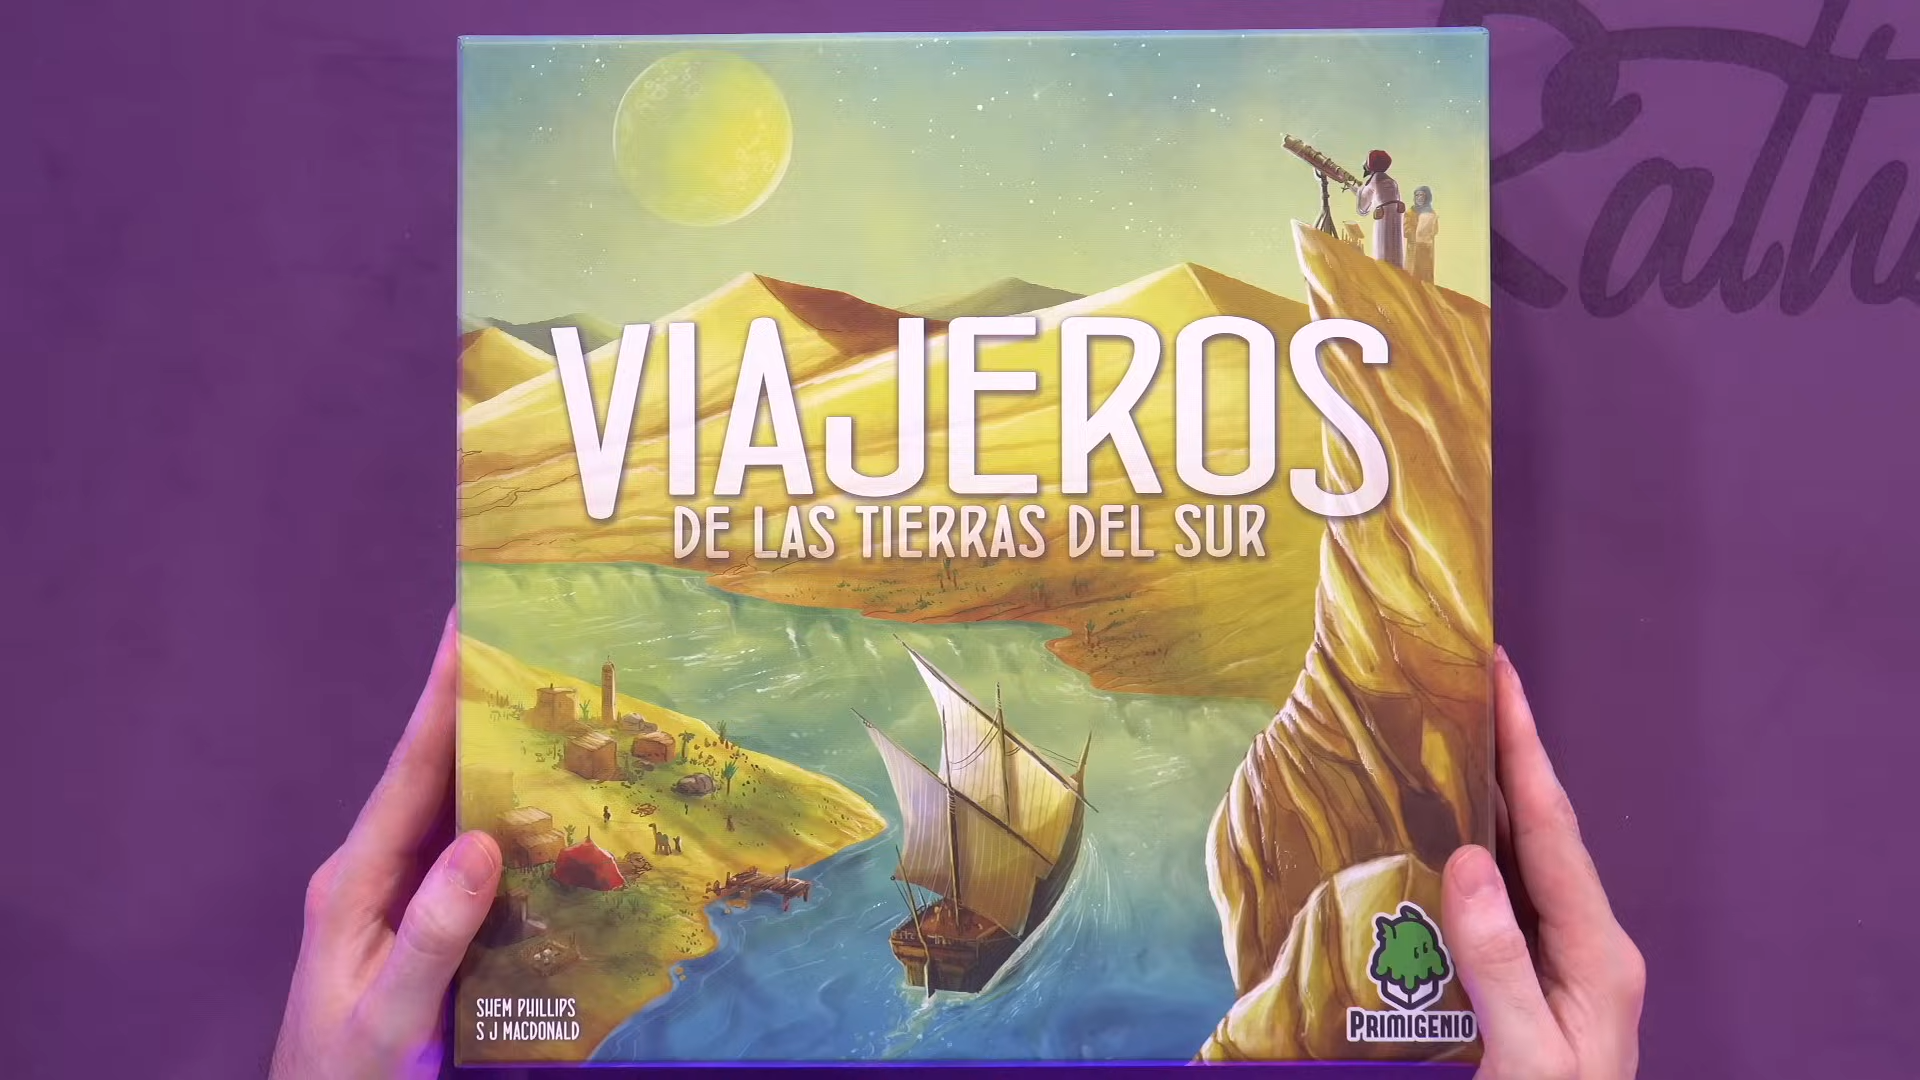 VIAJEROS
DE LAS TIERRAS DEL SUR
SHEM PHILLIPS
S J MACDONALD
PRIMIGENIO